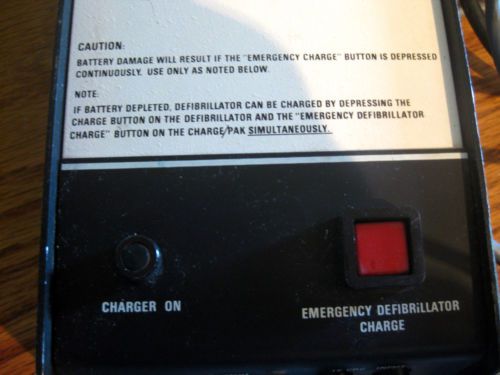 CAUTION:
BATTERY DAMAGE WILL RESULT IF THE "EMERGENCY CHARGE" BUTTON IS DEPRESSED
CONTINUOUSLY. USE ONLY AS NOTED BELOW.
NOTE:
IF BATTERY DEPLETED, DEFIBRILLATOR CAN BE CHARGED BY DEPRESSING THE
CHARGE BUTTON ON THE DEFIBRILLATOR AND THE "EMERGENCY DEFIBRILLATOR
CHARGE" BUTTON ON THE CHARGE/PAK SIMULTANEOUSLY.
CHARGER ON
EMERGENCY DEFIBRILLATOR
CHARGE